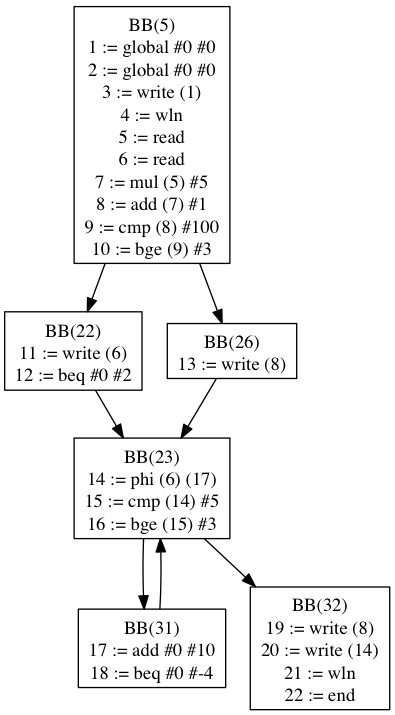 BB(5)
1 := global #0 #0
2 := global #0 #0
3 := write (1)
4 := wln
5 := read
6 := read
7 := mul (5) #5
8 := add (7) #1
9 := cmp (8) #100
10 := bge (9) #3
BB(22)
11 := write (6)
12 := beq #0 #2
BB(26)
13 := write (8)
BB(23)
14 := phi (6) (17)
15 := cmp (14) #5
16 := bge (15) #3
BB(31)
17 := add #0 #10
18 := beq #0 #-4
BB(32)
19 := write (8)
20 := write (14)
21 := wln
22 := end